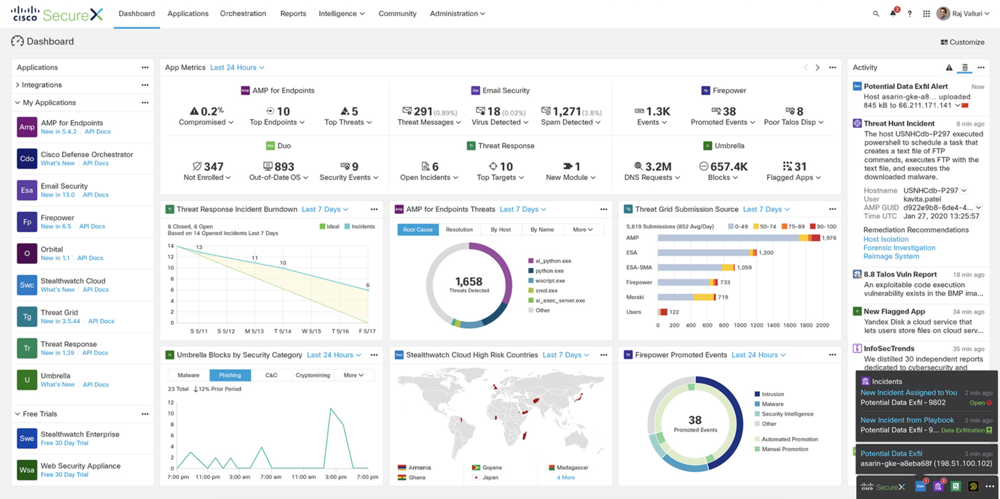 cisco SecureX
Dashboard
Applications
Orchestration
Reports
Intelligence
Community
Administration
3
?
Raj Valluri
Dashboard
Customize
Applications
Integrations
My Applications
Amp
AMP for Endpoints
New in 5.4.2 | API Docs
Cdo
Cisco Defense Orchestrator
What's New | API Docs
Esa
Email Security
New in 13.0 | API Docs
Fp
Firepower
New in 6.5 | API Docs
O
Orbital
New in 1.1 | API Docs
Swc
Stealthwatch Cloud
What's New | API Docs
Tg
Threat Grid
New in 3.5.44 | API Docs
Tr
Threat Response
New in 1.39 | API Docs
U
Umbrella
What's New | API Docs
Free Trials
Swe
Stealthwatch Enterprise
Free 30 Day Trial
Wsa
Web Security Appliance
Free 30 Day Trial
App Metrics Last 24 Hours
Amp AMP for Endpoints
0.2%
Compromised
10
Top Endpoints
5
Top Threats
Esa Email Security
291 (0.89%)
Threat Messages
18 (0.02%)
Virus Detected
1,271 (3.8%)
Spam Detected
Fp Firepower
1.3K
Events
38
Promoted Events
8
Poor Talos Disp
Duo Duo
347
Not Enrolled
893
Out-of-Date OS
9
Security Events
Tr Threat Response
6
Open Incidents
10
Top Targets
1
New Module
U Umbrella
3.2M
DNS Requests
657.4K
Blocks
31
Flagged Apps
Tr Threat Response Incident Burndown Last 7 Days
8 Closed, 6 Open
Based on 14 Opened Incidents Last 7 Days
Ideal
Incidents
14
12
10
8
6
4
2
0
13
11
10
6
S 5/11
S 5/12
M 5/13
T 5/14
W 5/15
T 5/16
F 5/17
Amp AMP for Endpoints Threats Last 7 Days
Root Cause
Resolution
By Host
By Name
More
1,658
Threats Detected
ai_python.exe
python.exe
wscript.exe
cmd.exe
ai_exec_server.exe
Other
Tg Threat Grid Submission Source Last 7 Days
5,819 Submissions (852 Avg/Day)
0-49
50-74
75-89
90-100
AMP
1,976
ESA
1,200
ESA-SMA
1,059
Firepower
733
Meraki
719
Users
122
0
200
400
600
800
1000
1200
1400
1600
1800
2000
U Umbrella Blocks by Security Category Last 24 Hours
Malware
Phishing
C&C
Cryptomining
More
23 Total
12% Prior Period
12
10
8
6
4
2
0
7:00 pm
11:00 pm
3:00 am
7:00 am
11:00 am
3:00 pm
7:00 pm
Swc Stealthwatch Cloud High Risk Countries Last 7 Days
Armenia
Guyana
Madagascar
Ghana
Japan
4 More
Fp Firepower Promoted Events Last 24 Hours
38
Promoted Events
Intrusion
Malware
Security Intelligence
Other
Automated Promotion
Manual Promotion
Activity
Swc Potential Data Exfil Alert Now
Host asarin-gke-a8... uploaded
845 kB to 66.211.171.141
Threat Hunt Incident 8 min ago
The host USNHCdb-P297 executed
powershell to schedule a task that
creates a text file of FTP
commands, executes FTP with the
text file, and executes the
downloaded malware.
Hostname USNHCdb-P297
User kavita.patel
AMP GUID d922e9b8-6de4-4...
Time UTC Jan 27, 2020 13:25:57
Remediation Recommendations
Host Isolation
Forensic Investigation
Reimage System
8.8 Talos Vuln Report 18 min ago
An exploitable code execution
vulnerability exists in the BMP ima...
U New Flagged App 34 min ago
Yandex Disk a cloud service that
lets users store files on cloud serv...
InfoSecTrends 35 min ago
We distilled 30 independent reports
dedicated to cybersecurity and
Incidents
New Incident Assigned to You 2 min ago
Potential Data Exfil - 9802 Open
New Incident from Playbook 3 min ago
Potential Data Exfil - 9... Data Exfiltration
Potential Data Exfil 3 min ago
asarin-gke-a8eba68f (198.51.100.102)
cisco SecureX
Swc
1
2